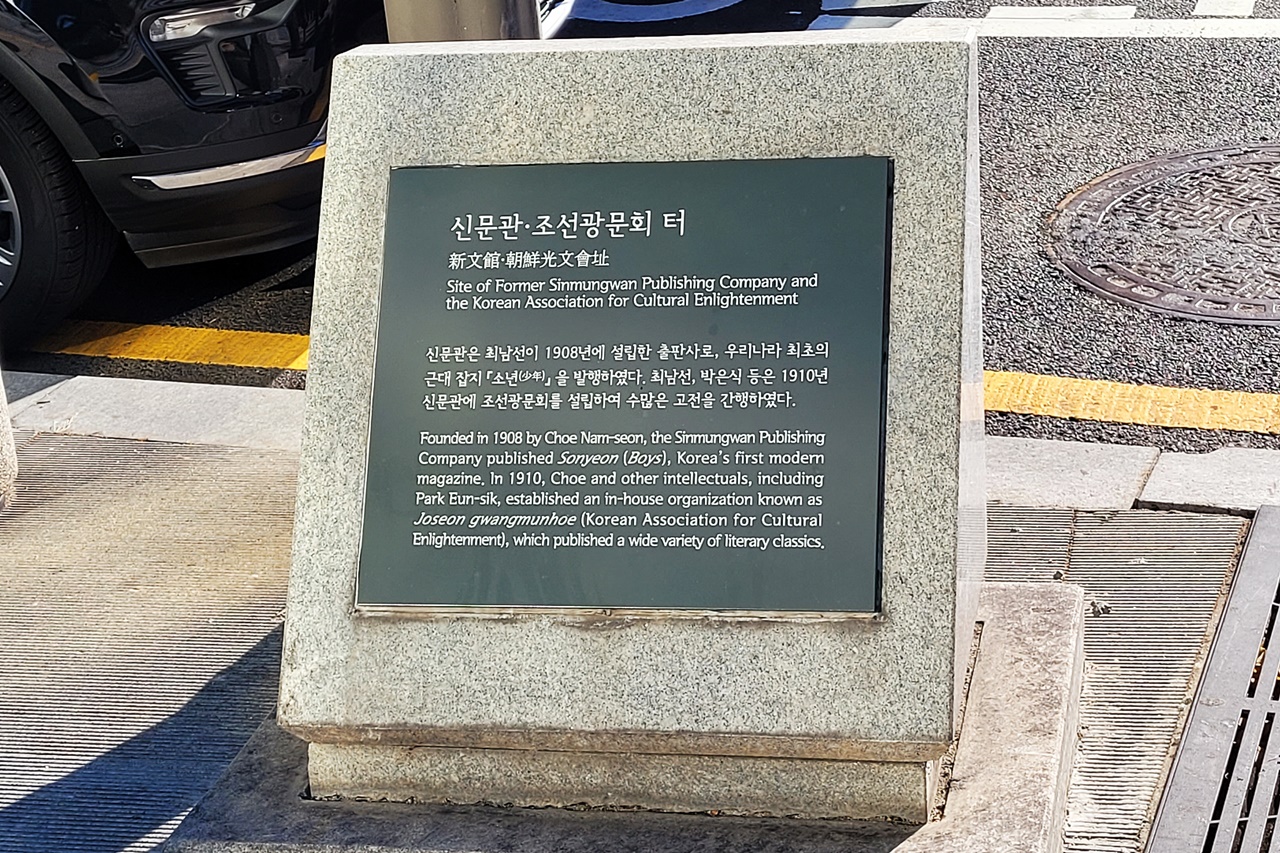 신문관·조선광문회 터
新文館·朝鮮光文會址
Site of Former Sinmungwan Publishing Company and
the Korean Association for Cultural Enlightenment
신문관은 최남선이 1908년에 설립한 출판사로, 우리나라 최초의
근대 잡지 『소년(少年)』을 발행하였다. 최남선, 박은식 등은 1910년
신문관에 조선광문회를 설립하여 수많은 고전을 간행하였다.
Founded in 1908 by Choe Nam-seon, the Sinmungwan Publishing
Company published Sonyeon (Boys), Korea's first modern
magazine. In 1910, Choe and other intellectuals, including
Park Eun-sik, established an in-house organization known as
Joseon gwangmunhoe (Korean Association for Cultural
Enlightenment), which published a wide variety of literary classics.